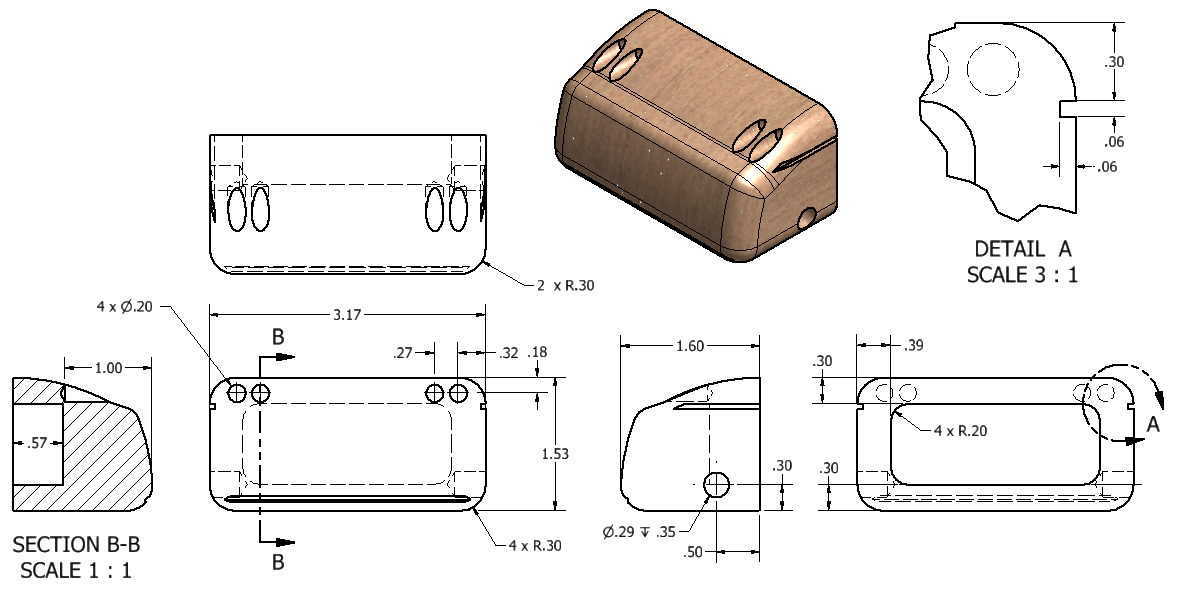 .30
.06
.06
DETAIL A
SCALE 3 : 1
2 x R.30
4 x Ø.20
3.17
B
.27
.32
.18
1.00
.57
1.53
4 x R.30
B
SECTION B-B
SCALE 1 : 1
1.60
.30
Ø.29 ↧ .35
.50
.39
.30
4 x R.20
.30
A